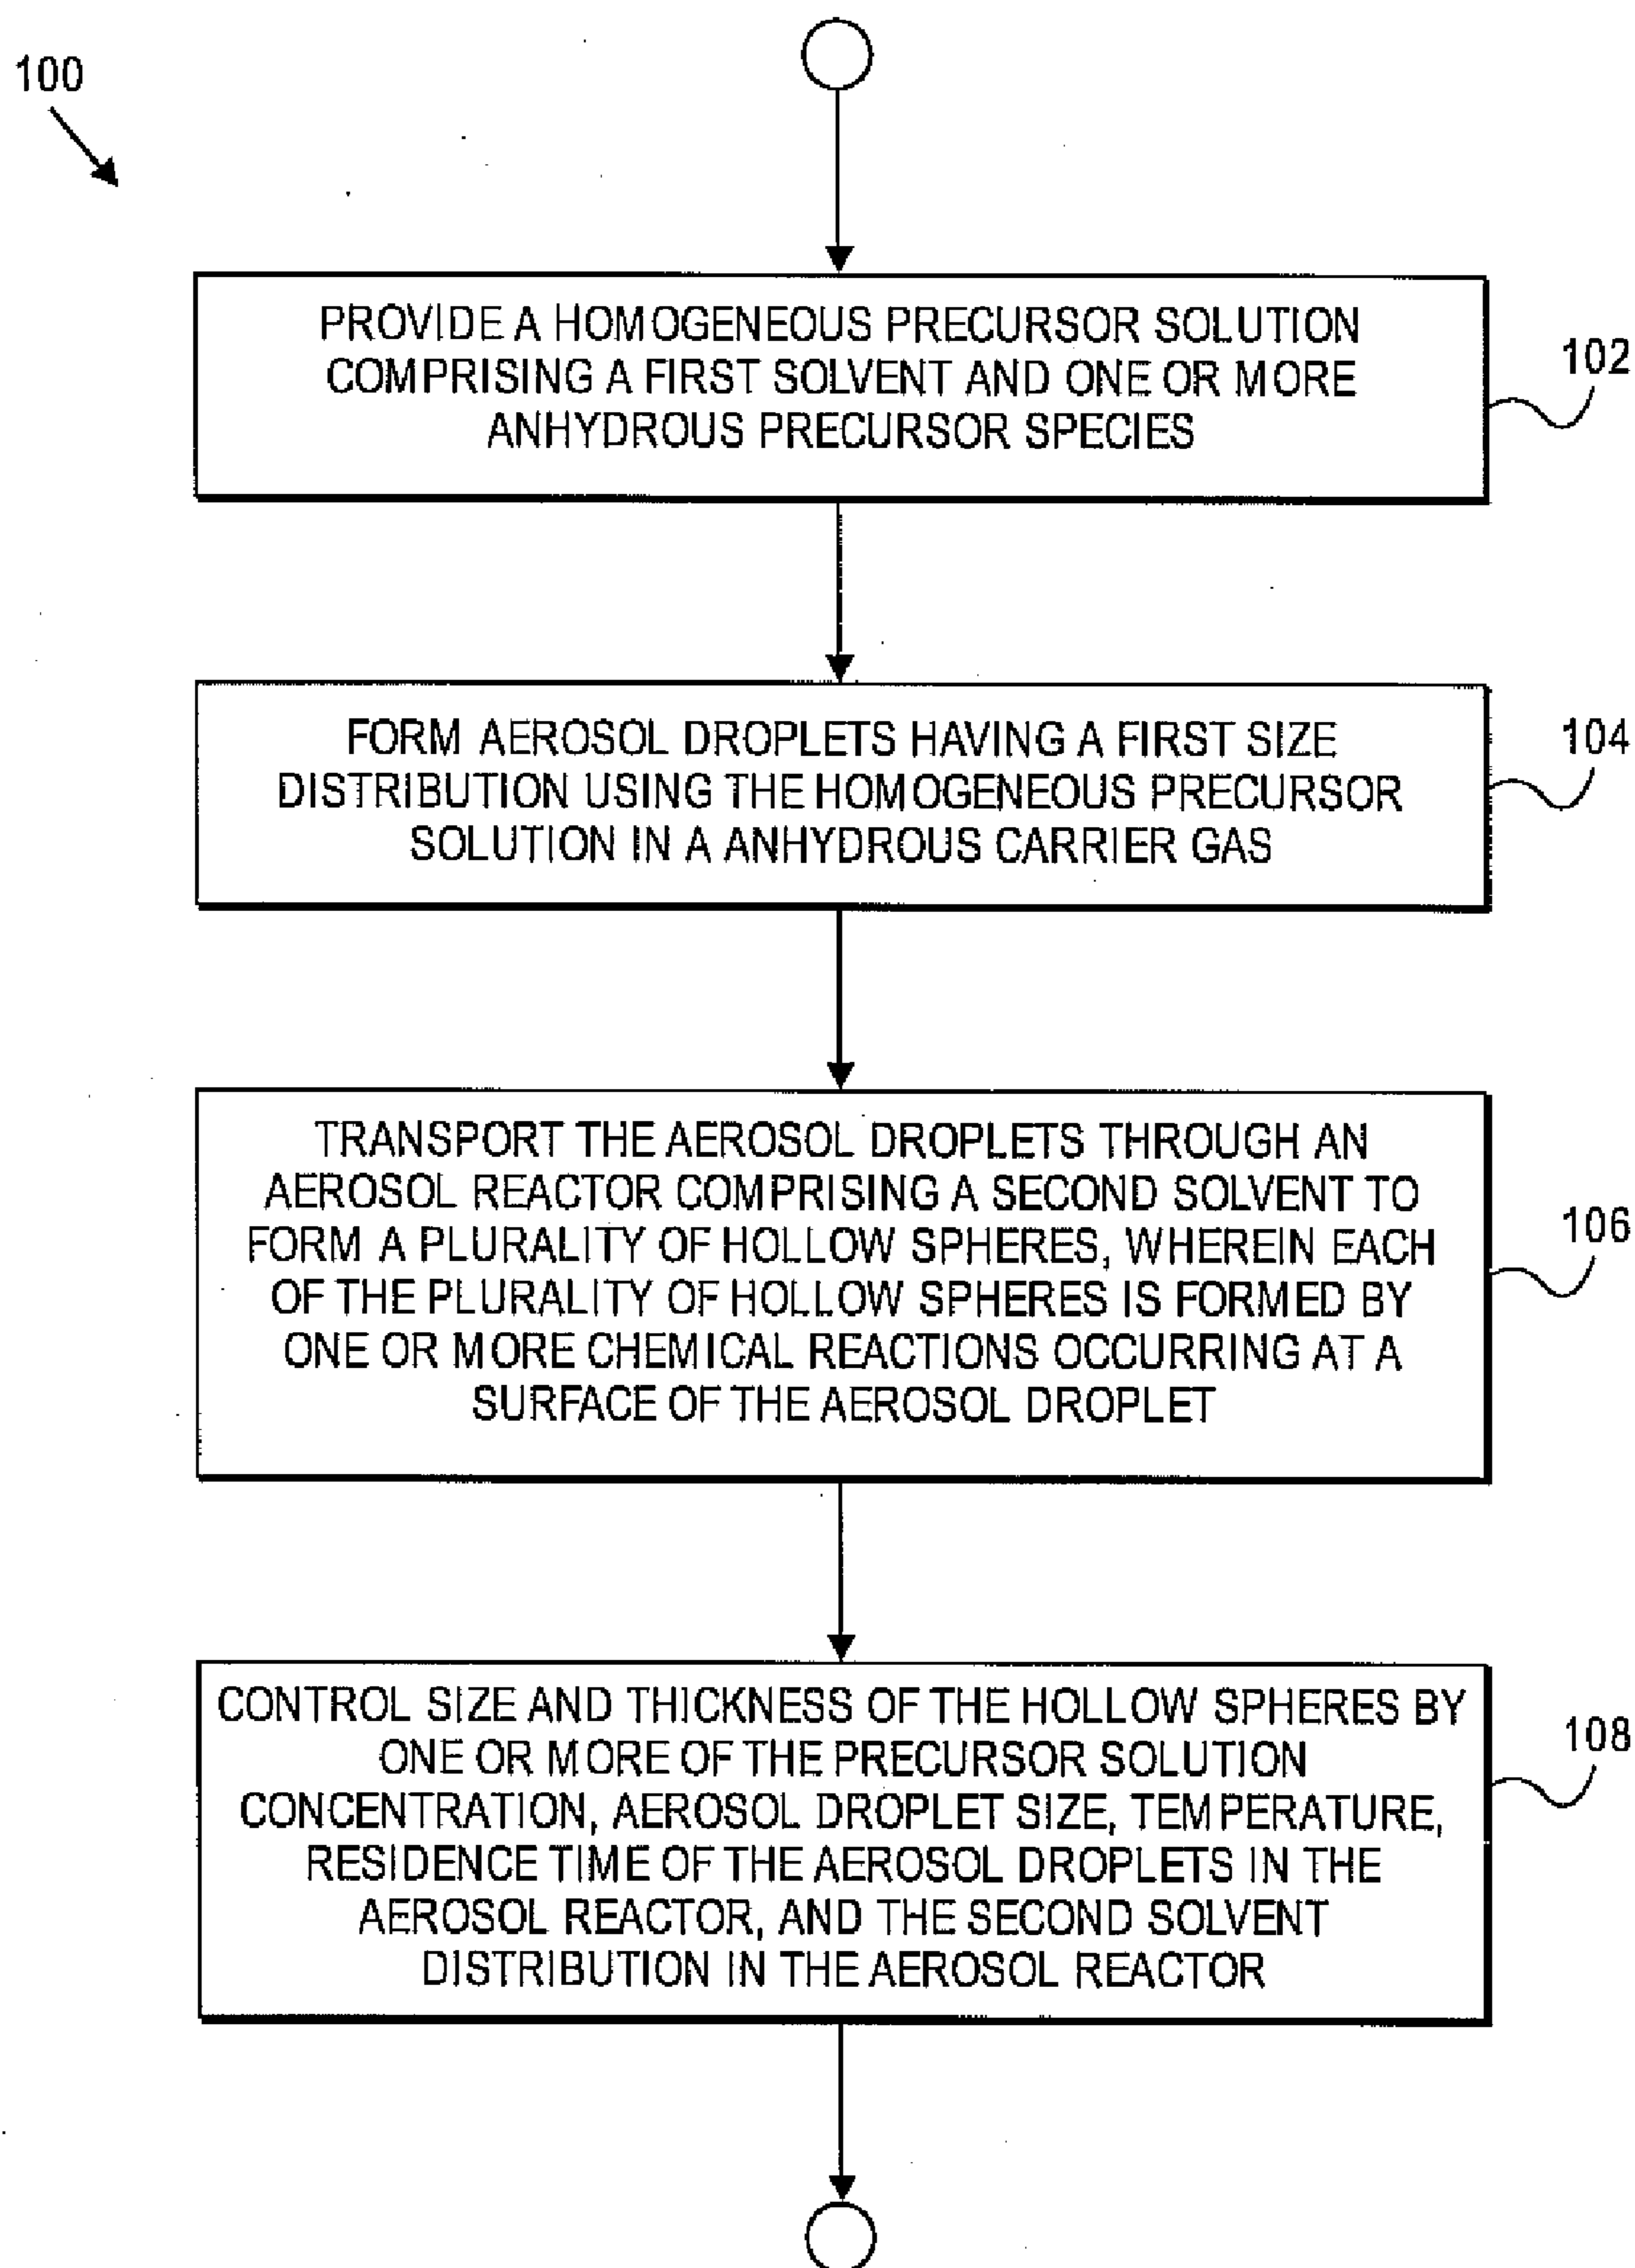 100
PROVIDE A HOMOGENEOUS PRECURSOR SOLUTION
COMPRISING A FIRST SOLVENT AND ONE OR MORE
ANHYDROUS PRECURSOR SPECIES
102
FORM AEROSOL DROPLETS HAVING A FIRST SIZE
DISTRIBUTION USING THE HOMOGENEOUS PRECURSOR
SOLUTION IN A ANHYDROUS CARRIER GAS
104
TRANSPORT THE AEROSOL DROPLETS THROUGH AN
AEROSOL REACTOR COMPRISING A SECOND SOLVENT TO
FORM A PLURALITY OF HOLLOW SPHERES, WHEREIN EACH
OF THE PLURALITY OF HOLLOW SPHERES IS FORMED BY
ONE OR MORE CHEMICAL REACTIONS OCCURRING AT A
SURFACE OF THE AEROSOL DROPLET
106
CONTROL SIZE AND THICKNESS OF THE HOLLOW SPHERES BY
ONE OR MORE OF THE PRECURSOR SOLUTION
CONCENTRATION, AEROSOL DROPLET SIZE, TEMPERATURE,
RESIDENCE TIME OF THE AEROSOL DROPLETS IN THE
AEROSOL REACTOR, AND THE SECOND SOLVENT
DISTRIBUTION IN THE AEROSOL REACTOR
108